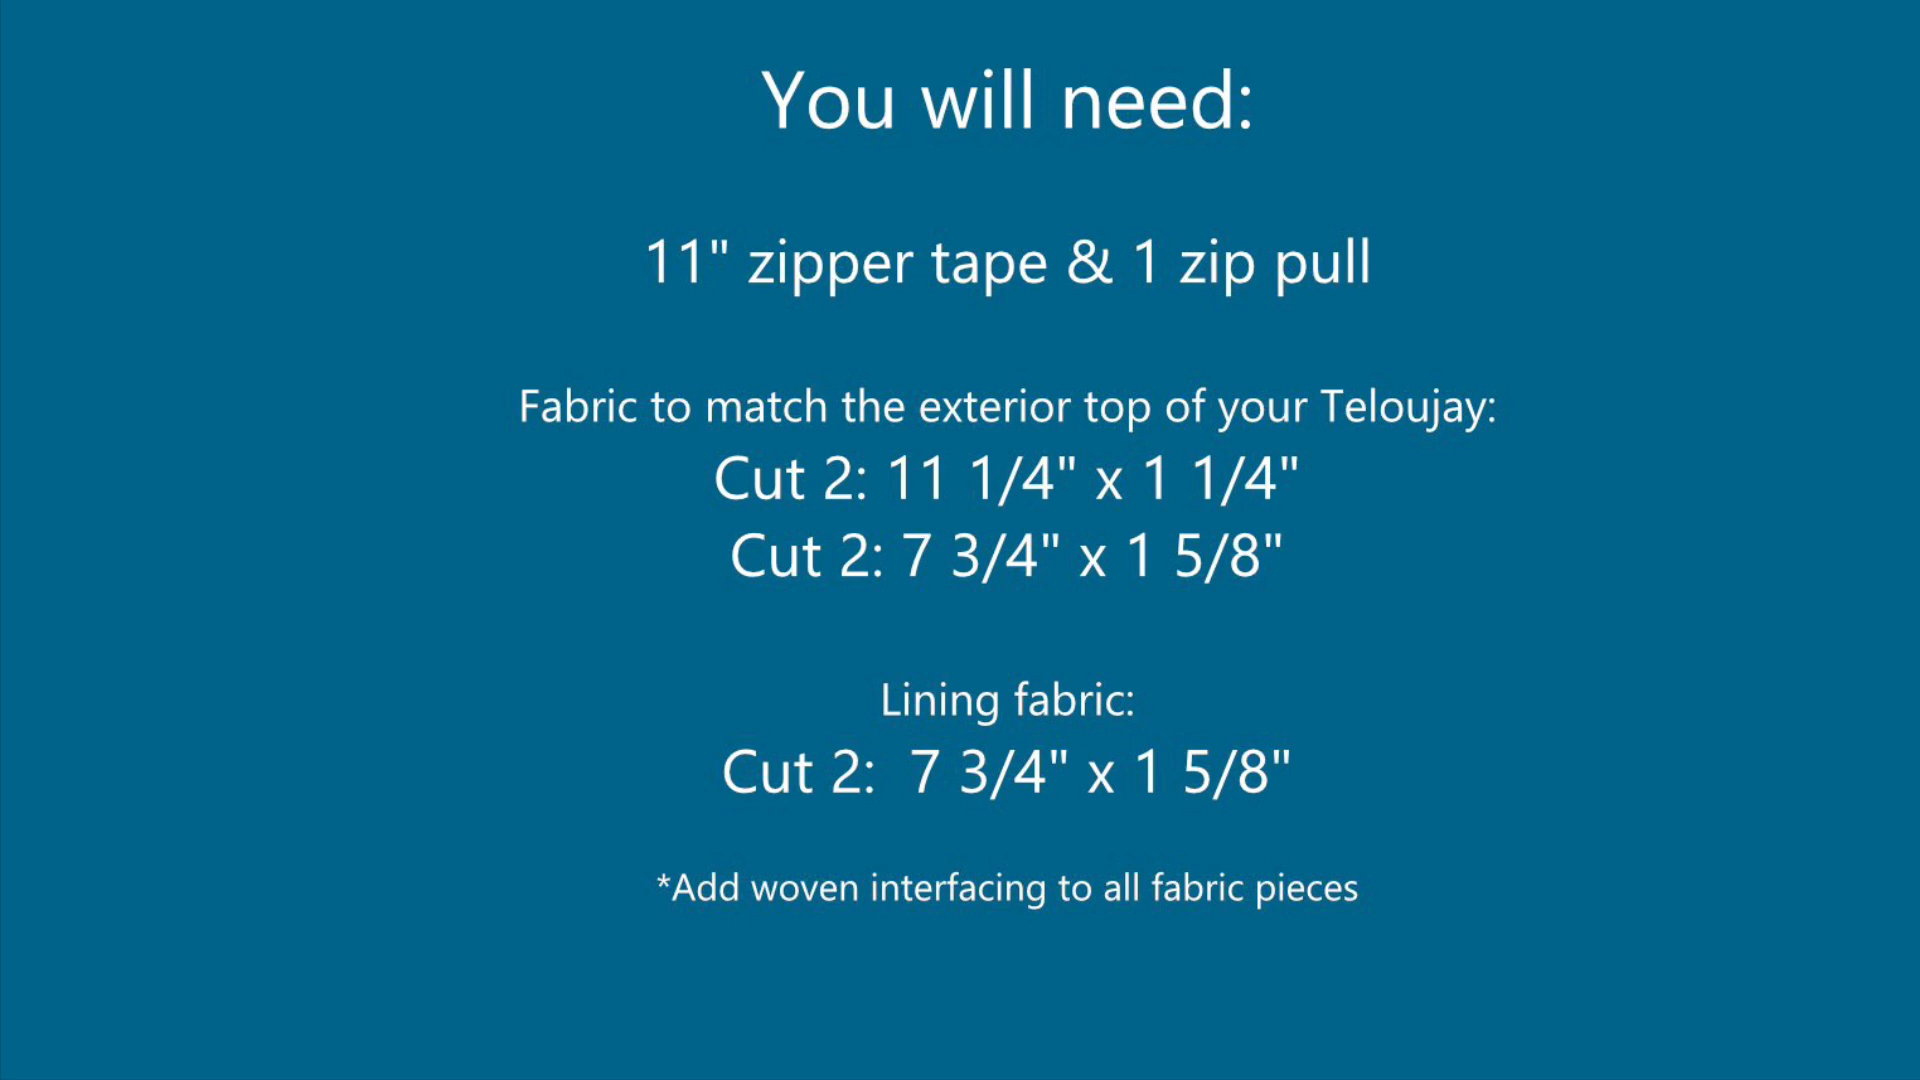 You will need:
11" zipper tape & 1 zip pull
Fabric to match the exterior top of your Teloujay:
Cut 2: 11 1/4" x 1 1/4"
Cut 2: 7 3/4" x 1 5/8"
Lining fabric:
Cut 2:  7 3/4" x 1 5/8"
*Add woven interfacing to all fabric pieces